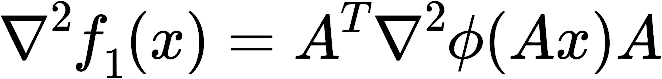 ∇²f₁(x) = Aᵀ∇²ϕ(Ax)A